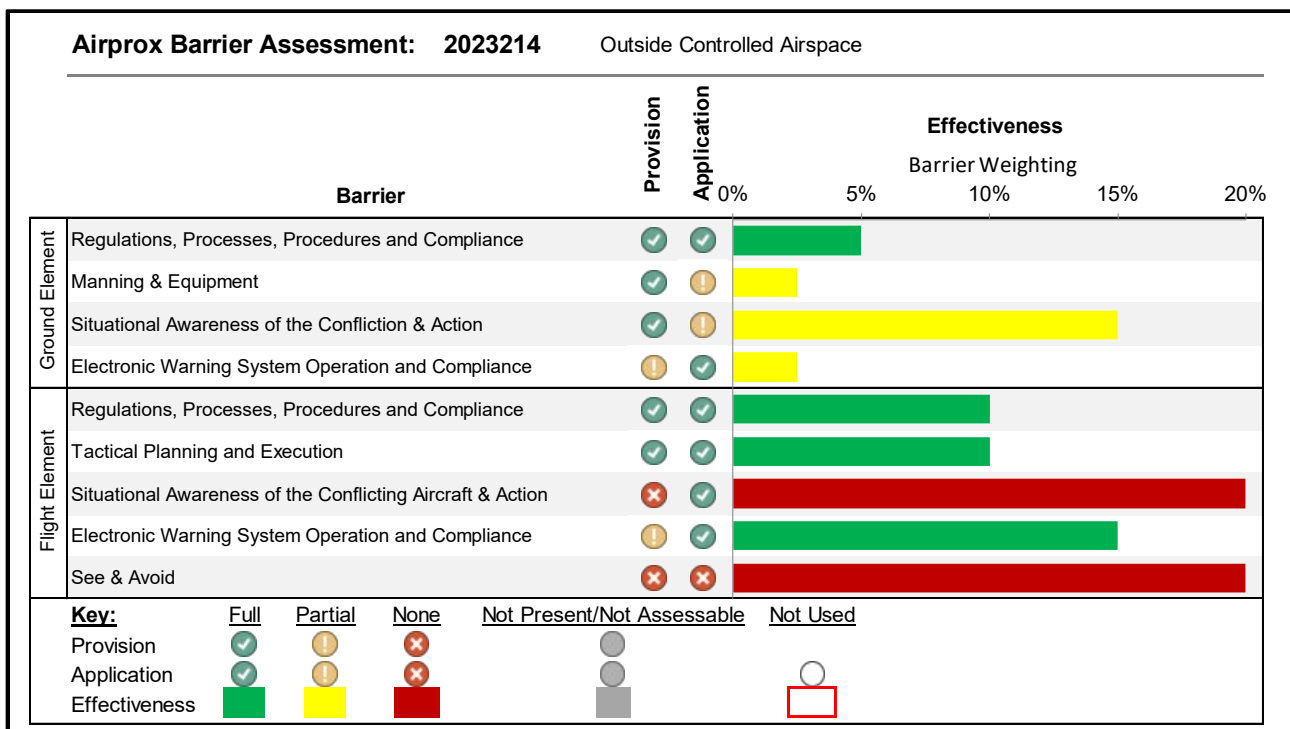 Airprox Barrier Assessment: 2023214 Outside Controlled Airspace
Provision
Application
Effectiveness
Barrier Weighting
Barrier
0% 5% 10% 15% 20%
Ground Element
Regulations, Processes, Procedures and Compliance
Manning & Equipment
Situational Awareness of the Confliction & Action
Electronic Warning System Operation and Compliance
Flight Element
Regulations, Processes, Procedures and Compliance
Tactical Planning and Execution
Situational Awareness of the Conflicting Aircraft & Action
Electronic Warning System Operation and Compliance
See & Avoid
Key: Full Partial None Not Present/Not Assessable Not Used
Provision
Application
Effectiveness